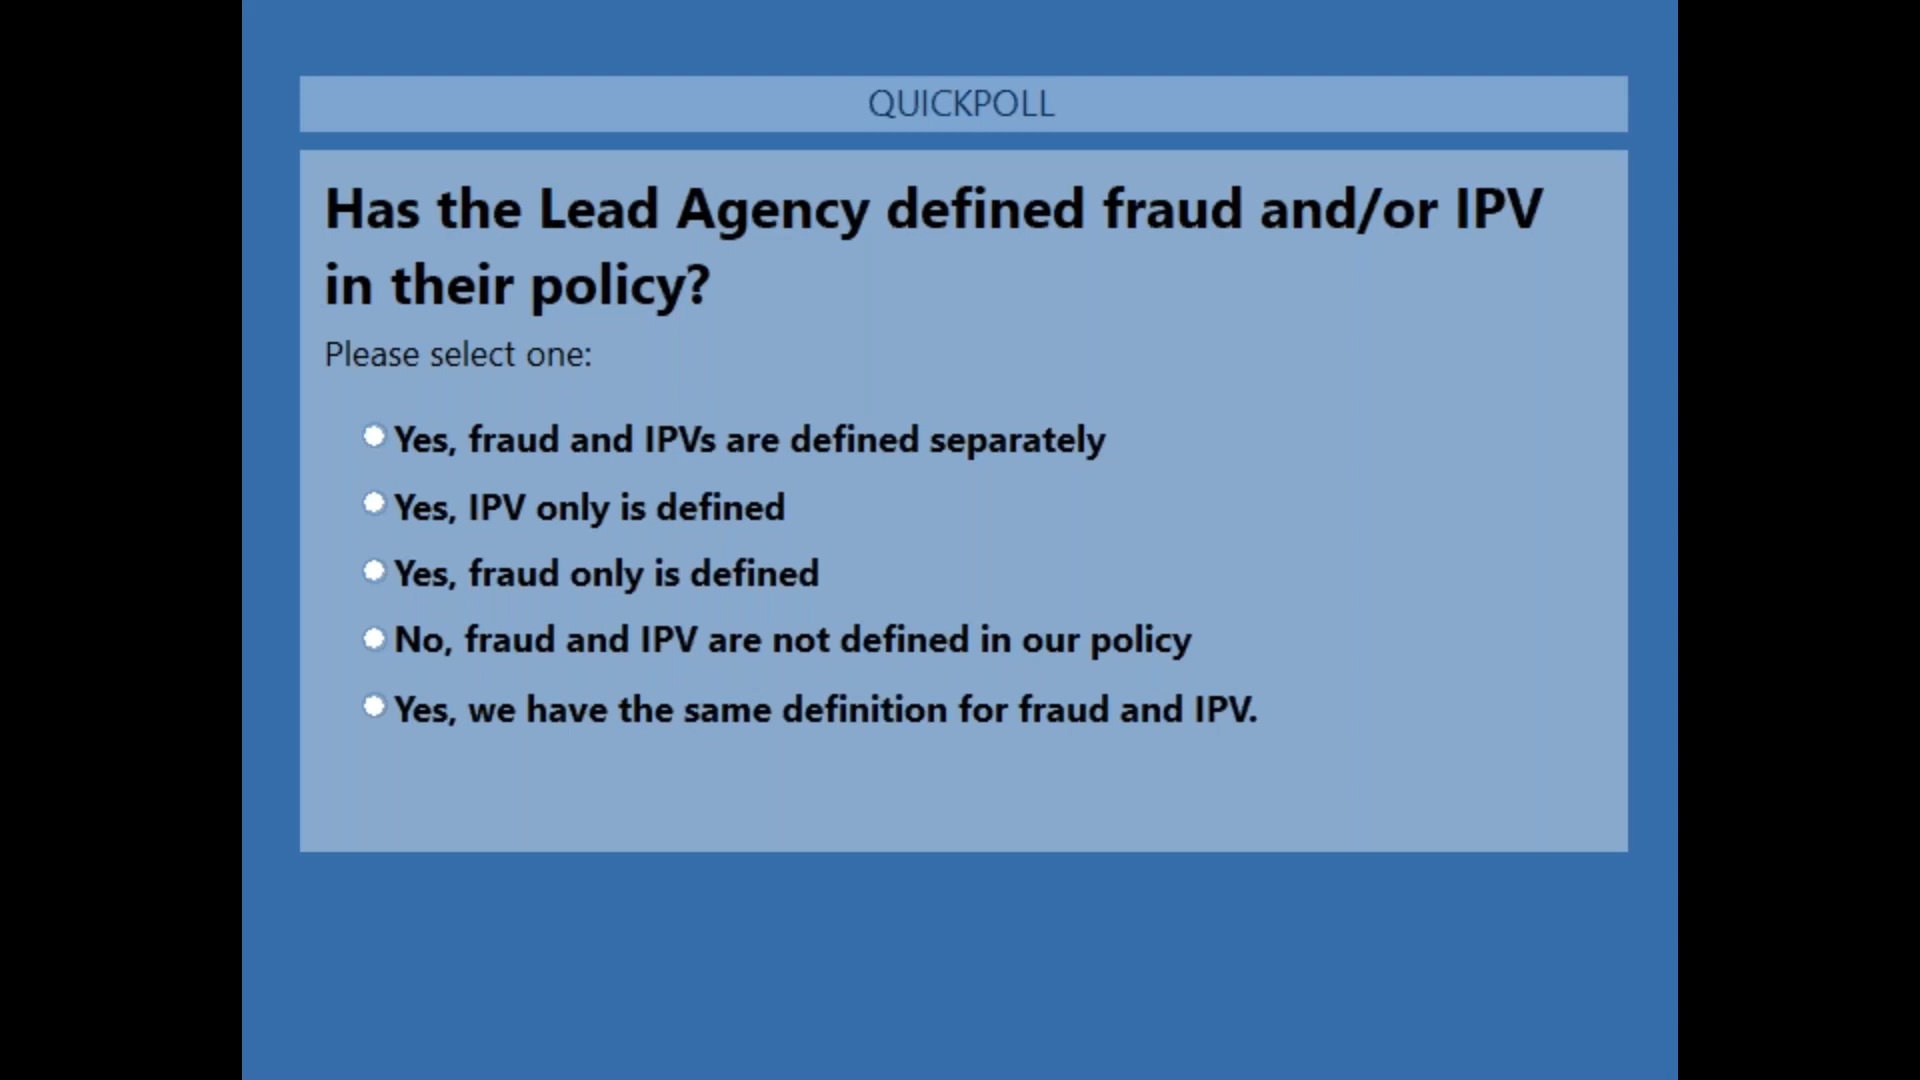 QUICKPOLL
Has the Lead Agency defined fraud and/or IPV
in their policy?
Please select one:
Yes, fraud and IPVs are defined separately
Yes, IPV only is defined
Yes, fraud only is defined
No, fraud and IPV are not defined in our policy
Yes, we have the same definition for fraud and IPV.